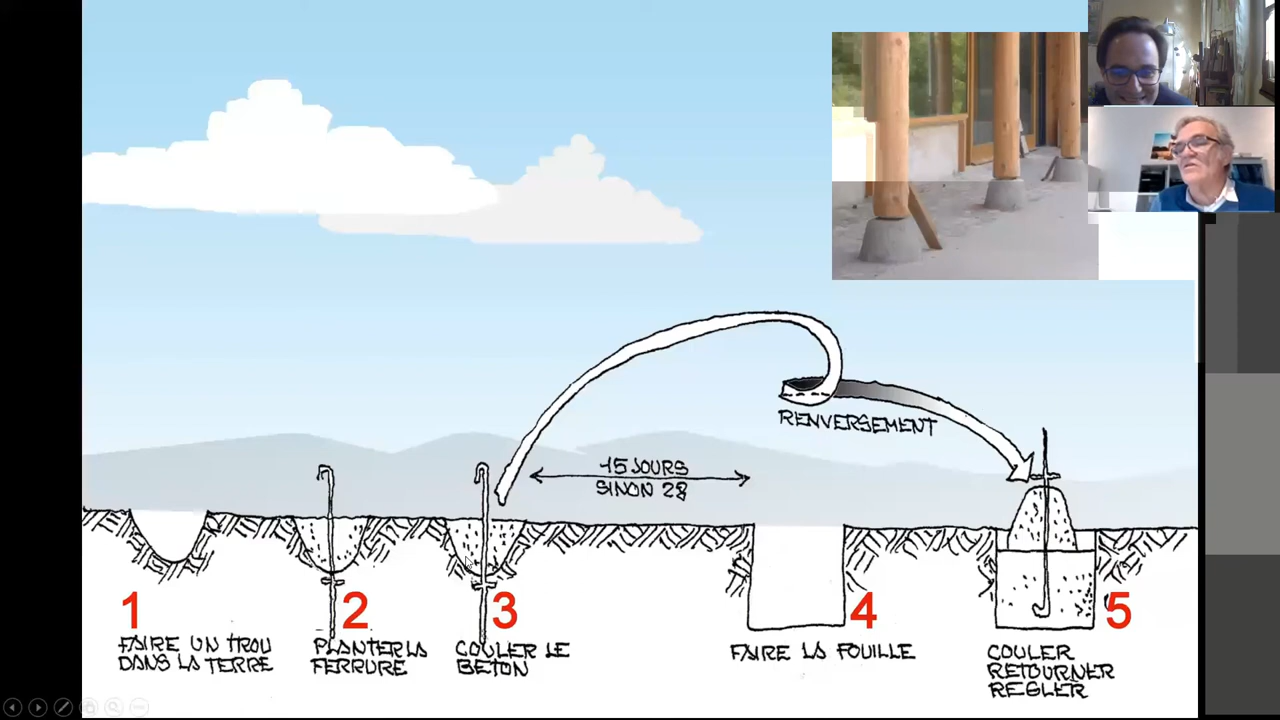 RENVERSEMENT
15 JOURS
SINON 28
1
FAIRE UN TROU
DANS LA TERRE
2
PLANTER LA
FERRURE
3
COULER LE
BETON
4
FAIRE LA FOUILLE
5
COULER
RETOURNER
REGLER